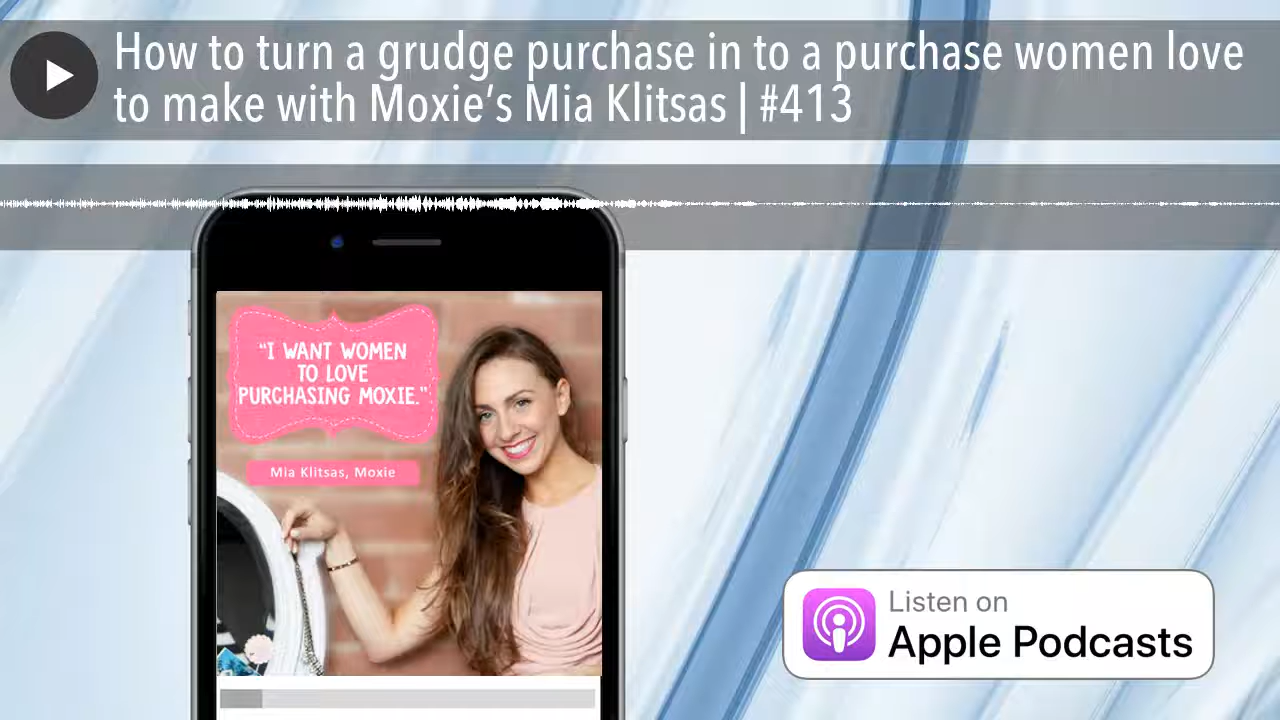 How to turn a grudge purchase in to a purchase women love
to make with Moxie’s Mia Klitsas | #413
“I WANT WOMEN
TO LOVE
PURCHASING MOXIE.”
Mia Klitsas, Moxie
Listen on
Apple Podcasts